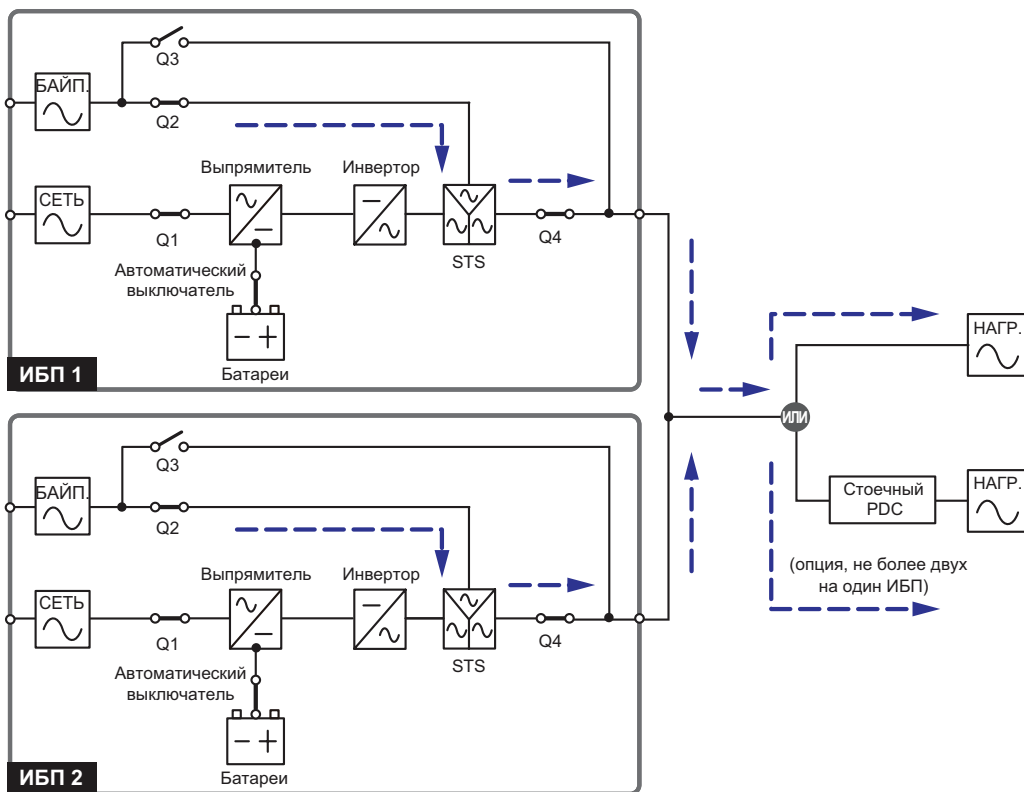 Q3
БАЙП.
Q2
Выпрямитель
Инвертор
СЕТЬ
Q1
STS
Q4
Автоматический
выключатель
Батареи
ИБП 1
НАГР.
ИЛИ
Q3
БАЙП.
Q2
Стоечный
PDC
НАГР.
(опция, не более двух
на один ИБП)
Выпрямитель
Инвертор
СЕТЬ
Q1
STS
Q4
Автоматический
выключатель
Батареи
ИБП 2